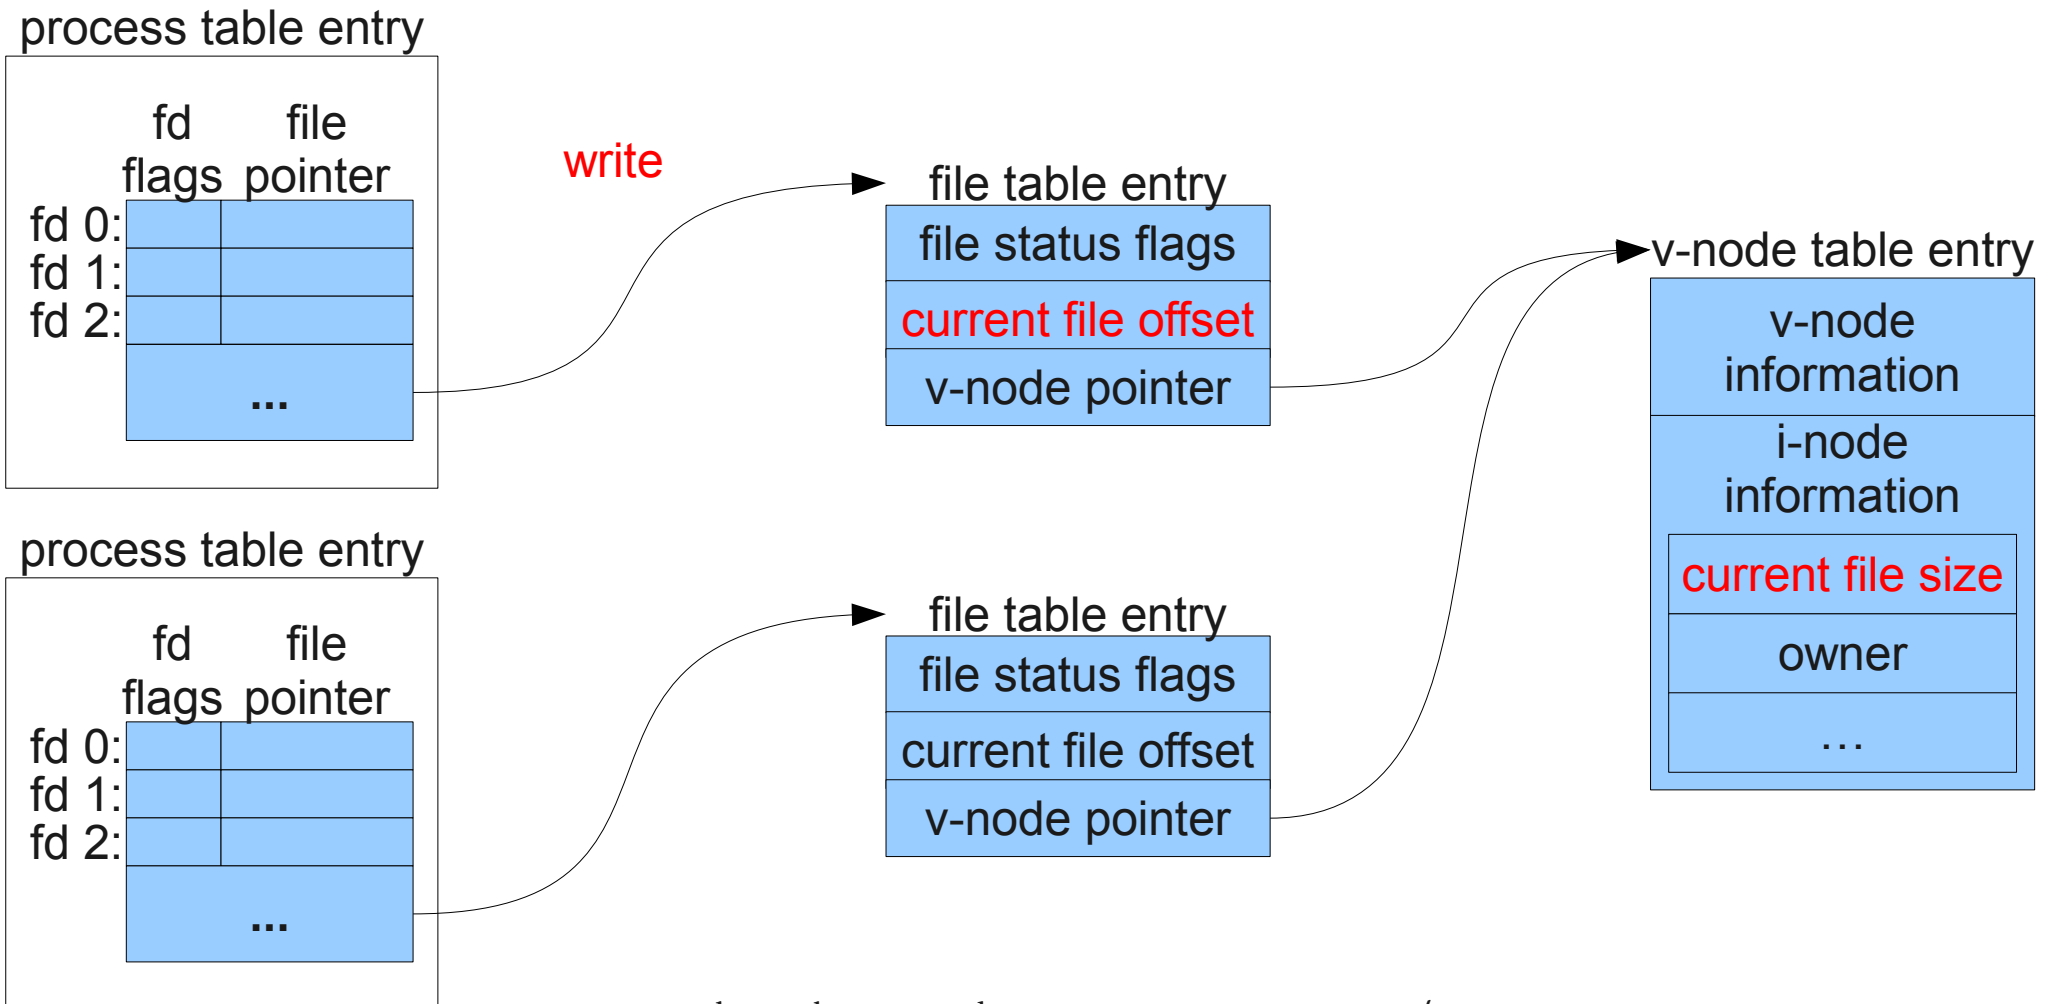 process table entry
fd file
flags pointer
fd 0:
fd 1:
fd 2:
...
write
file table entry
file status flags
current file offset
v-node pointer
v-node table entry
v-node
information
i-node
information
current file size
owner
...
process table entry
fd file
flags pointer
fd 0:
fd 1:
fd 2:
...
file table entry
file status flags
current file offset
v-node pointer